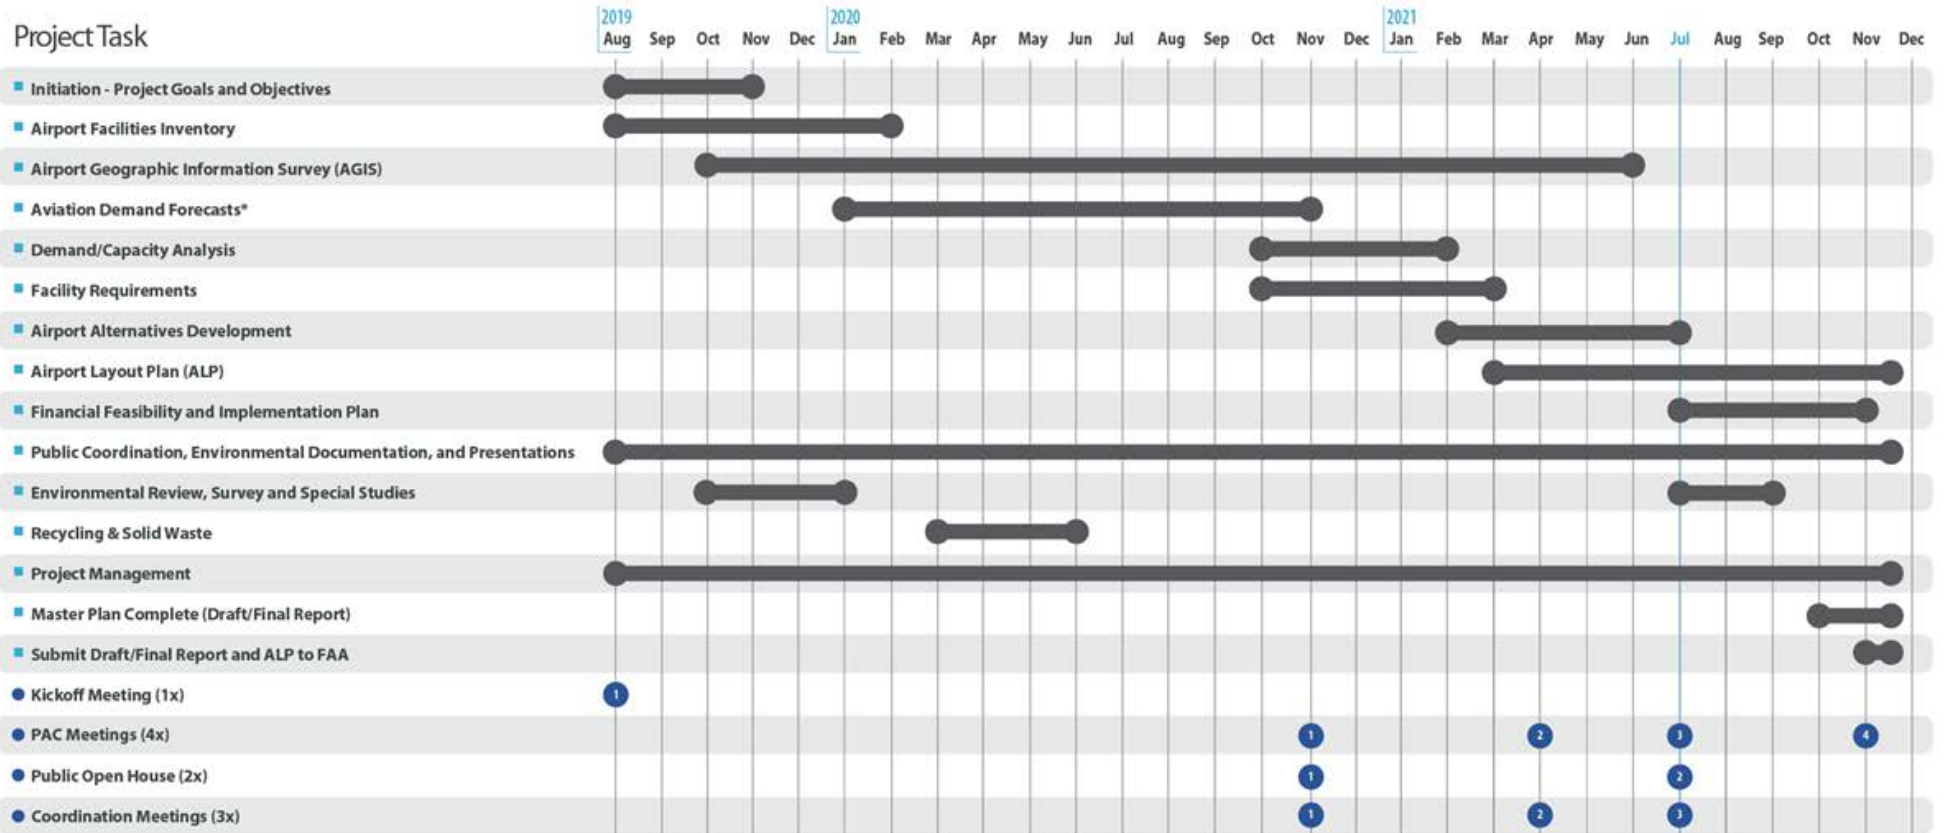 2019 2020 2021
Project Task Aug Sep Oct Nov Dec Jan Feb Mar Apr May Jun Jul Aug Sep Oct Nov Dec Jan Feb Mar Apr May Jun Jul Aug Sep Oct Nov Dec
Initiation - Project Goals and Objectives
Airport Facilities Inventory
Airport Geographic Information Survey (AGIS)
Aviation Demand Forecasts*
Demand/Capacity Analysis
Facility Requirements
Airport Alternatives Development
Airport Layout Plan (ALP)
Financial Feasibility and Implementation Plan
Public Coordination, Environmental Documentation, and Presentations
Environmental Review, Survey and Special Studies
Recycling & Solid Waste
Project Management
Master Plan Complete (Draft/Final Report)
Submit Draft/Final Report and ALP to FAA
Kickoff Meeting (1x) 1
PAC Meetings (4x) 1 2 3 4
Public Open House (2x) 1 2
Coordination Meetings (3x) 1 2 3